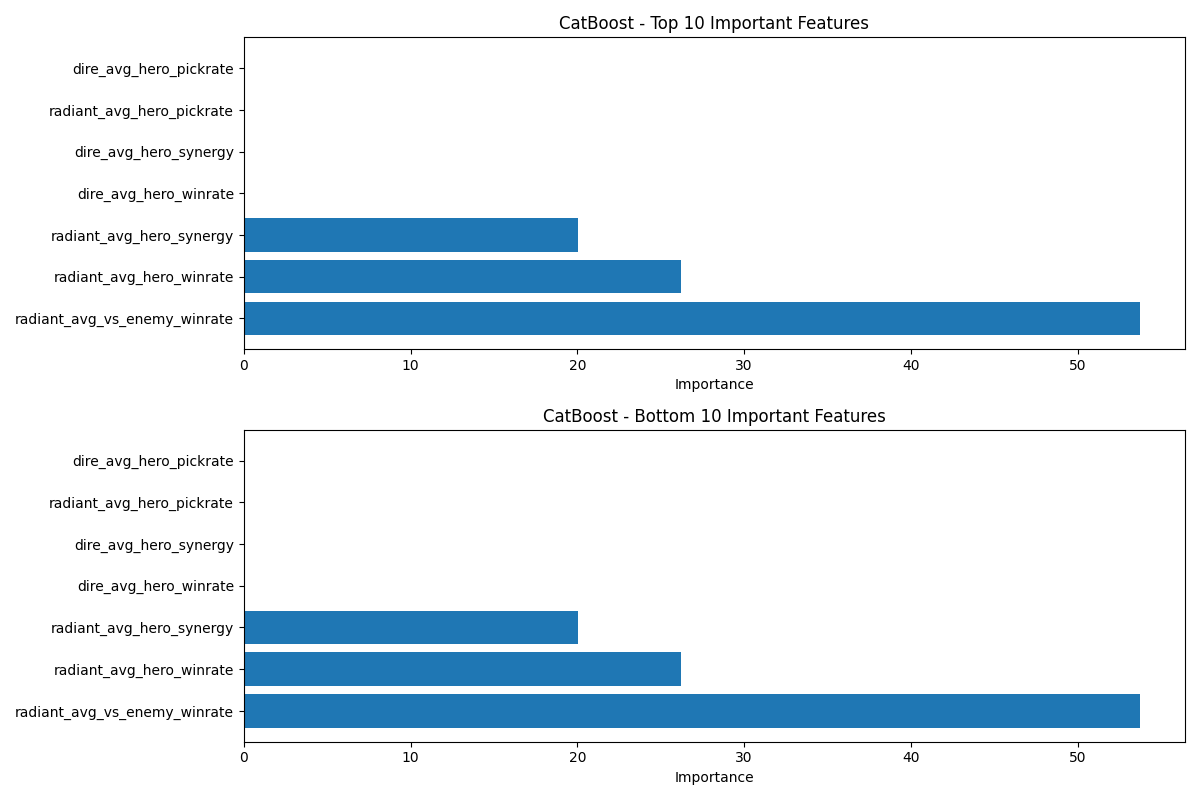 CatBoost - Top 10 Important Features
dire_avg_hero_pickrate
radiant_avg_hero_pickrate
dire_avg_hero_synergy
dire_avg_hero_winrate
radiant_avg_hero_synergy
radiant_avg_hero_winrate
radiant_avg_vs_enemy_winrate
0 10 20 30 40 50
Importance
CatBoost - Bottom 10 Important Features
dire_avg_hero_pickrate
radiant_avg_hero_pickrate
dire_avg_hero_synergy
dire_avg_hero_winrate
radiant_avg_hero_synergy
radiant_avg_hero_winrate
radiant_avg_vs_enemy_winrate
0 10 20 30 40 50
Importance